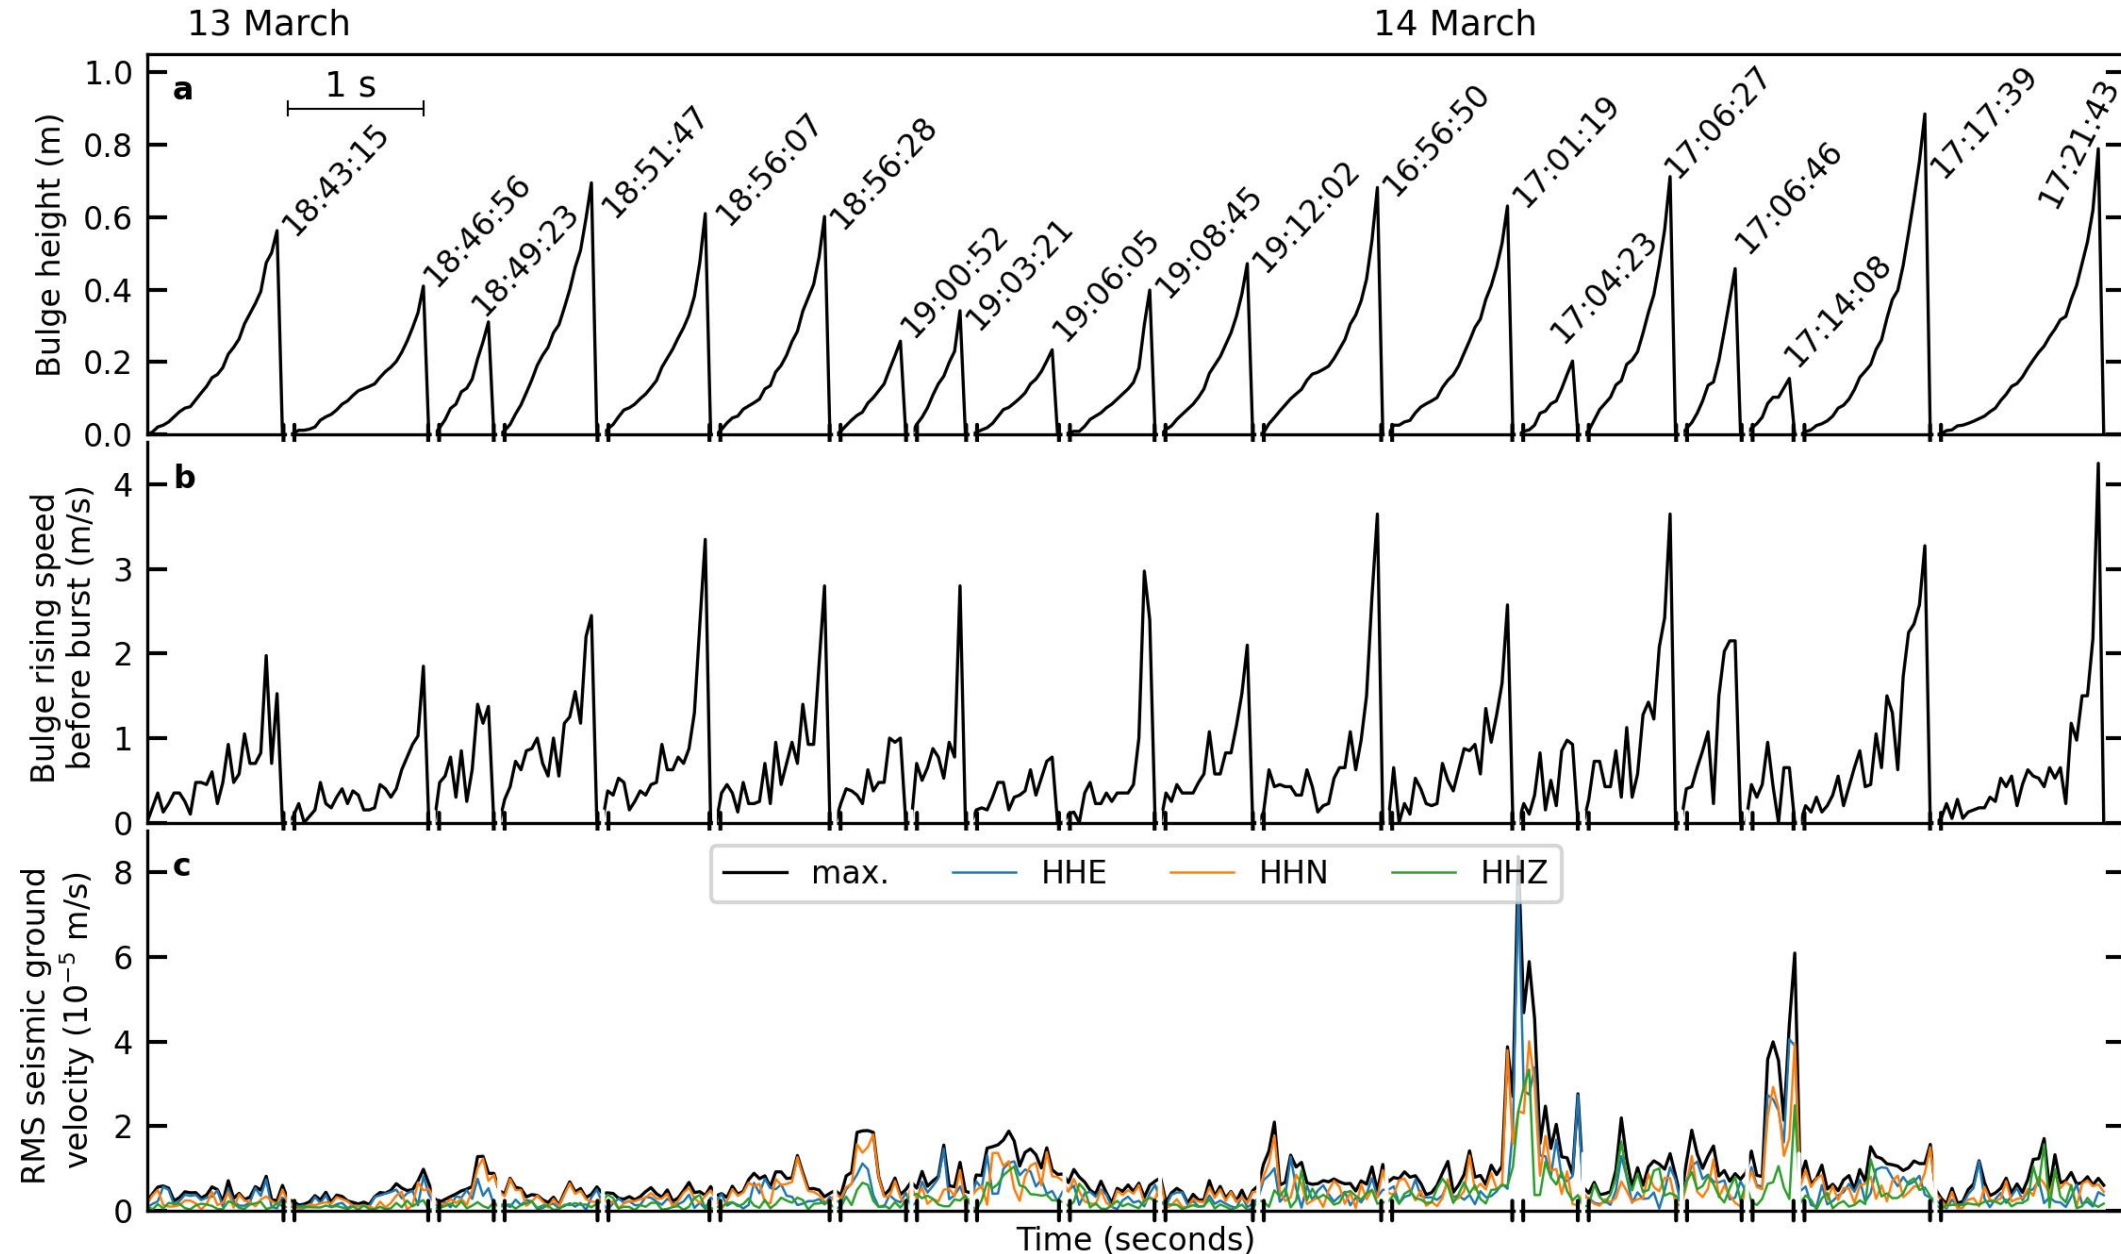 13 March
14 March
a
1 s
Bulge height (m)
1.0
0.8
0.6
0.4
0.2
0.0
18:43:15
18:46:56
18:49:23
18:51:47
18:56:07
18:56:28
19:00:52
19:03:21
19:06:05
19:08:45
19:12:02
16:56:50
17:01:19
17:04:23
17:06:27
17:06:46
17:14:08
17:17:39
17:21:43
b
Bulge rising speed
before burst (m/s)
4
3
2
1
0
c
max.
HHE
HHN
HHZ
RMS seismic ground
velocity (10⁻⁵ m/s)
8
6
4
2
0
Time (seconds)